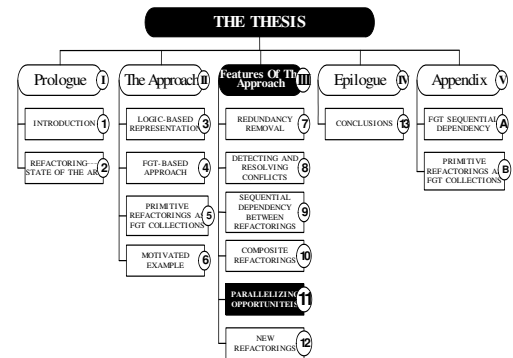 THE THESIS
Prologue I
INTRODUCTION 1
REFACTORING
STATE OF THE AR 2
The Approach II
LOGIC-BASED
REPRESENTATION 3
FGT-BASED
APPROACH 4
PRIMITIVE
REFACTORINGS A
FGT COLLECTIONS 5
MOTIVATED
EXAMPLE 6
Features Of The
Approach III
REDUNDANCY
REMOVAL 7
DETECTING AND
RESOLVING
CONFLICTS 8
SEQUENTIAL
DEPENDENCY
BETWEEN
REFACTORINGS 9
COMPOSITE
REFACTORINGS 10
PARALLELIZING
OPPORTUNITEIS 11
NEW
REFACTORINGS 12
Epilogue IV
CONCLUSIONS 13
Appendix V
FGT SEQUENTIAL
DEPENDENCY A
PRIMITIVE
REFACTORINGS AS
FGT COLLECTIONS B